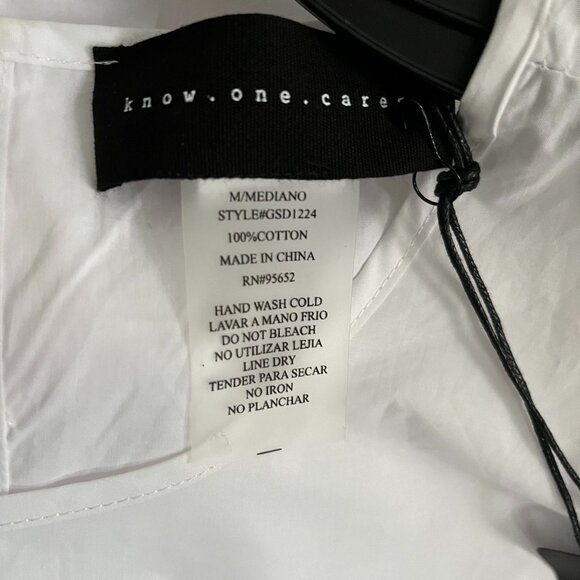 know.one.cares
M/MEDIANO
STYLE#GSD1224
100%COTTON
MADE IN CHINA
RN#95652
HAND WASH COLD
LAVAR A MANO FRIO
DO NOT BLEACH
NO UTILIZAR LEJIA
LINE DRY
TENDER PARA SECAR
NO IRON
NO PLANCHAR